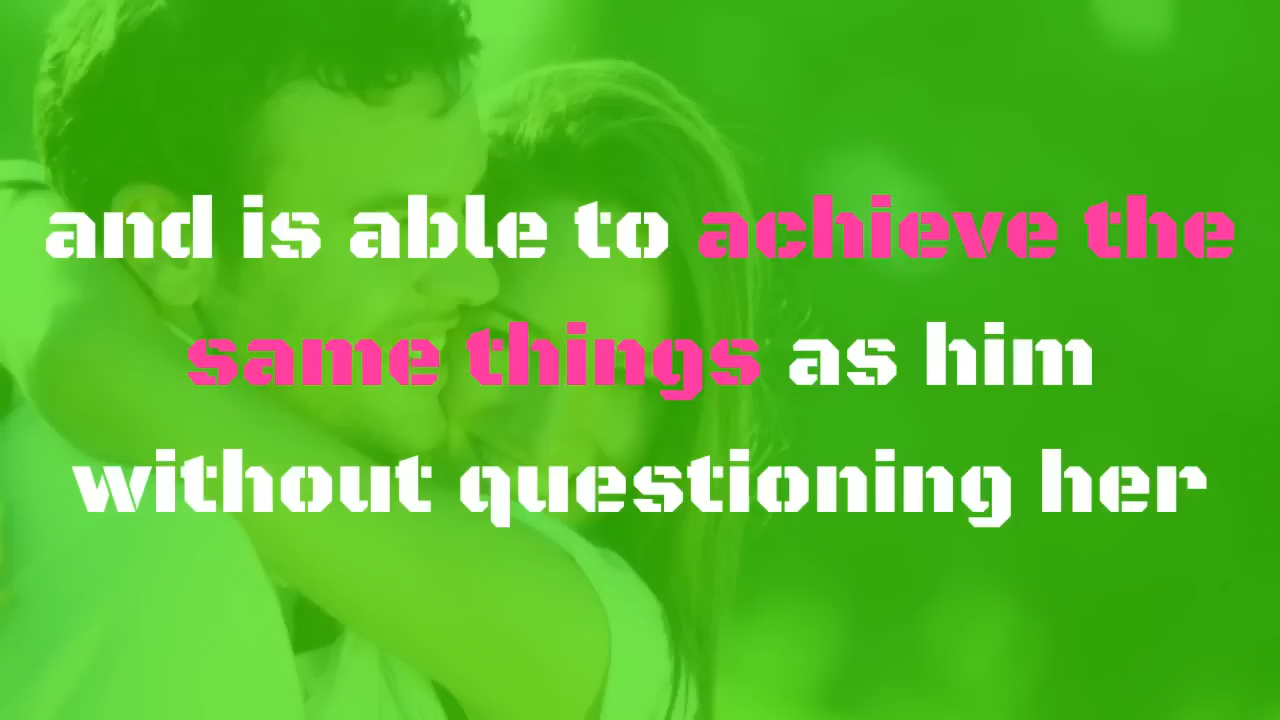 and is able to achieve the
same things as him
without questioning her